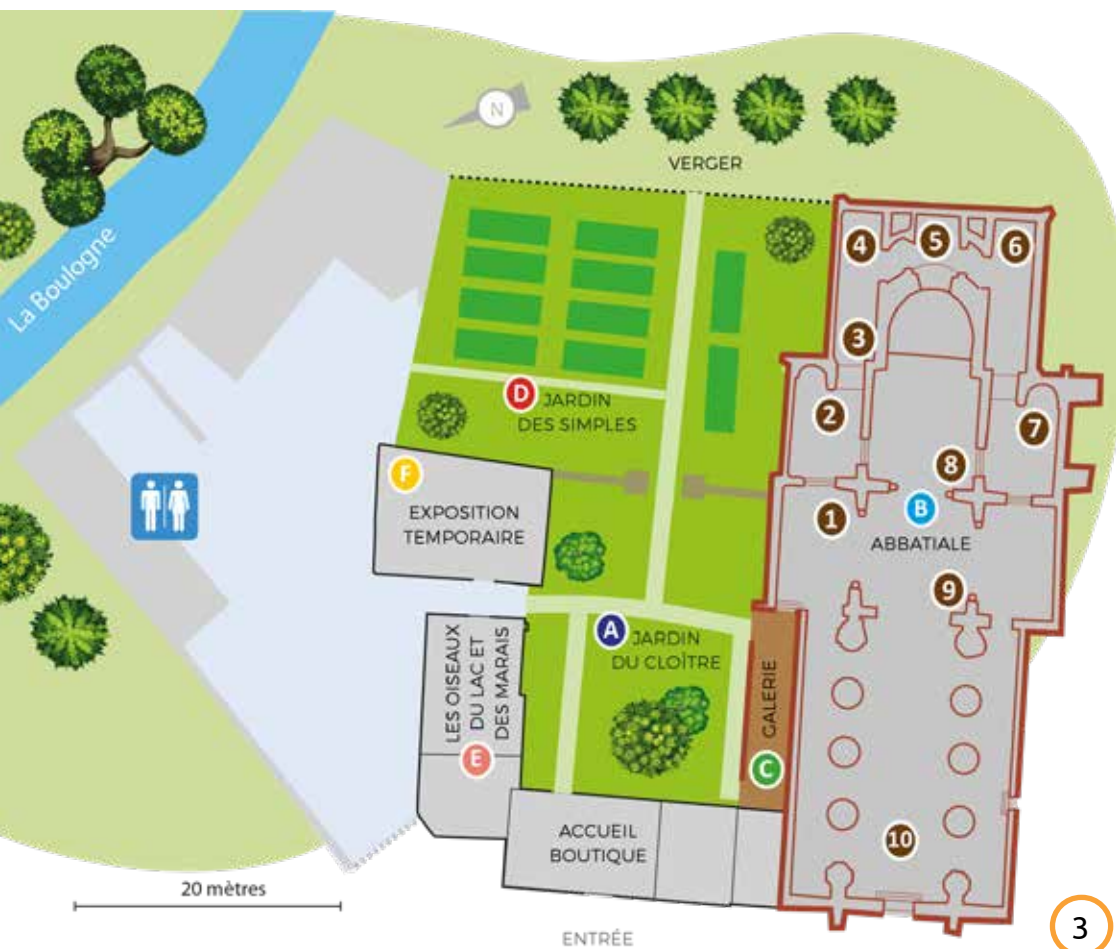 N
VERGER
La Boulogne
4
5
6
3
2
7
D
JARDIN
DES SIMPLES
F
EXPOSITION
TEMPORAIRE
8
1
B
ABBATIALE
9
A
JARDIN
DU CLOÎTRE
LES OISEAUX
DU LAC ET
DES MARAIS
E
GALERIE
C
ACCUEIL
BOUTIQUE
10
20 mètres
ENTRÉE
3